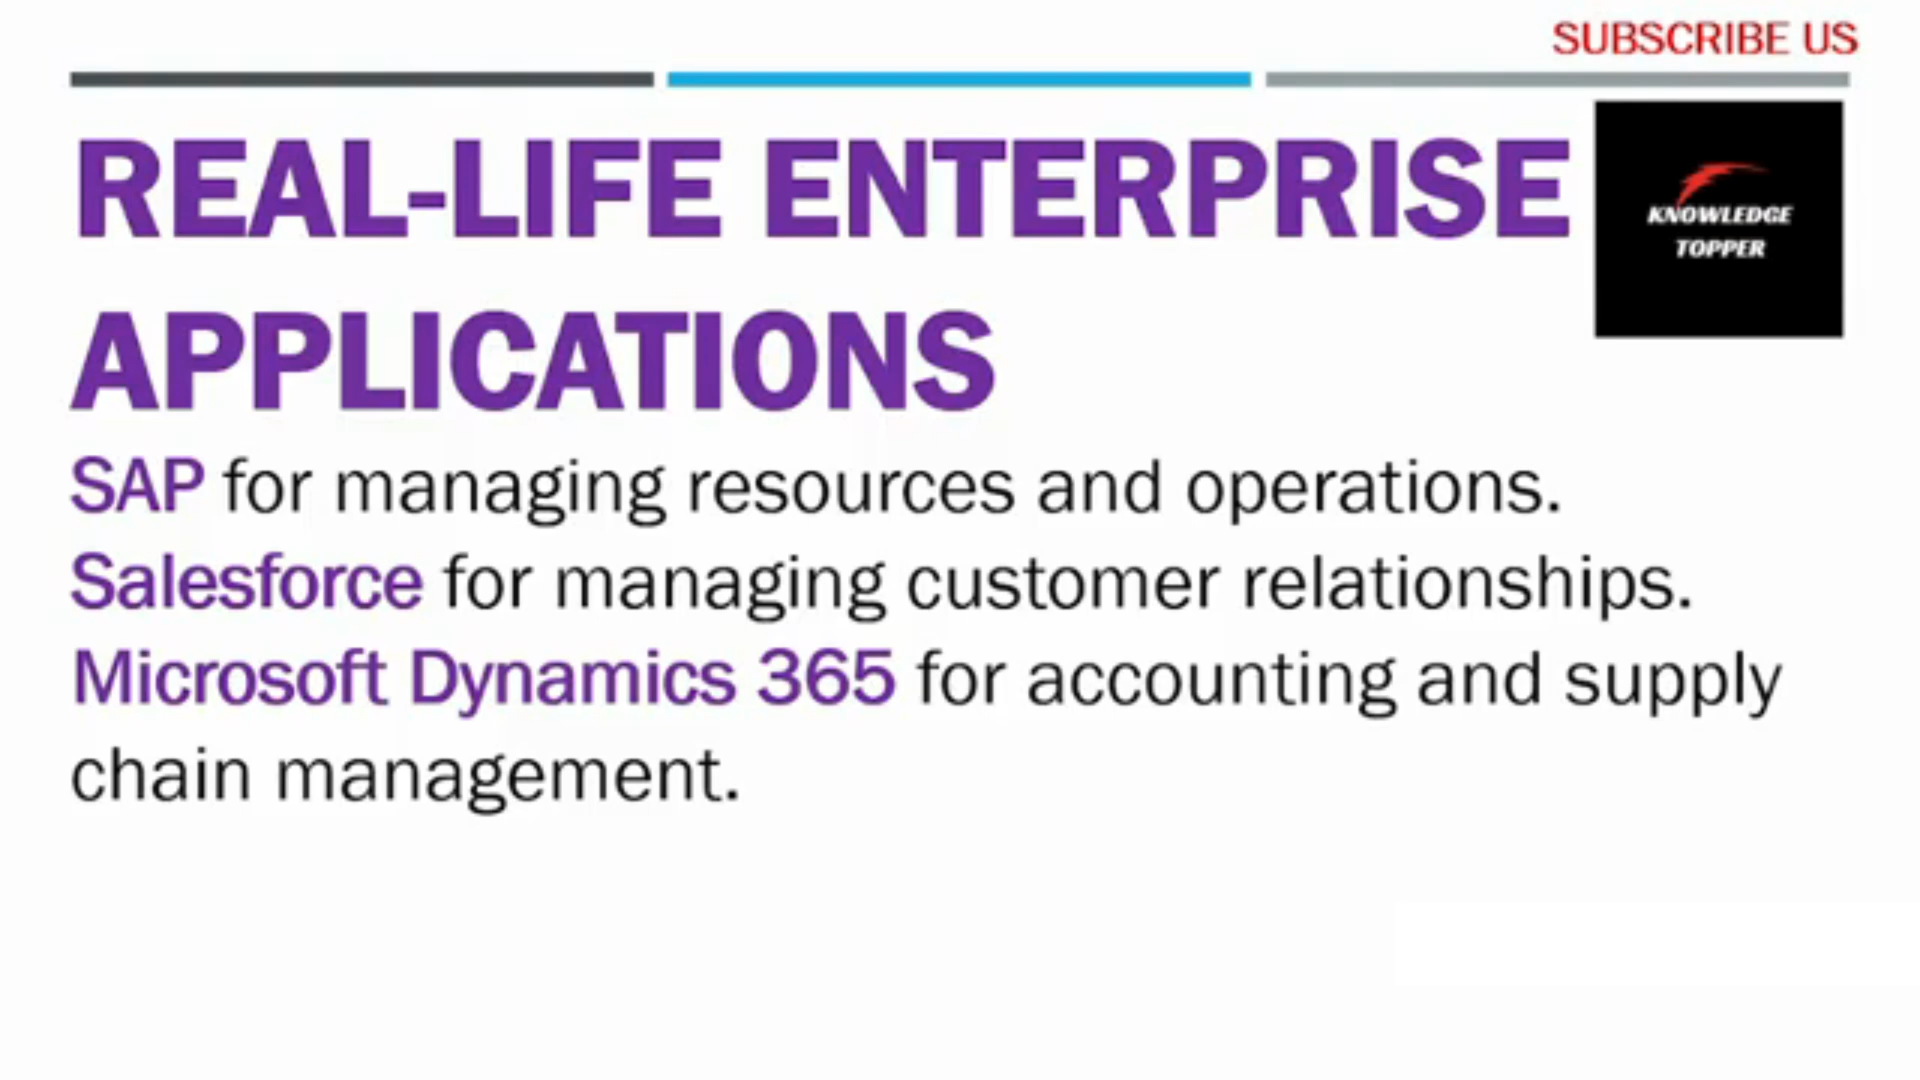 SUBSCRIBE US
REAL-LIFE ENTERPRISE
APPLICATIONS
KNOWLEDGE
TOPPER
SAP for managing resources and operations.
Salesforce for managing customer relationships.
Microsoft Dynamics 365 for accounting and supply
chain management.